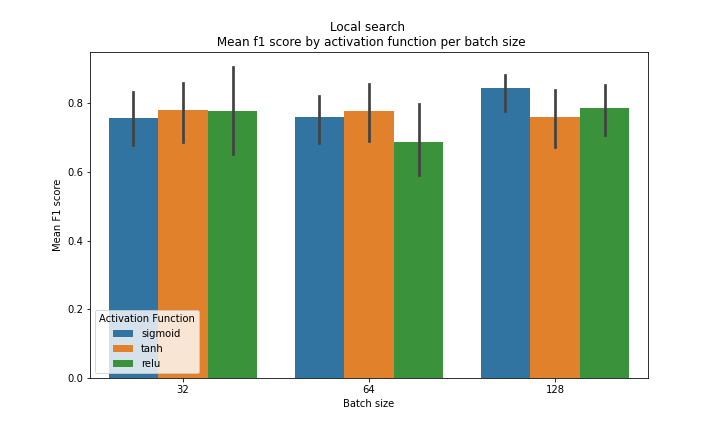 Local search
Mean f1 score by activation function per batch size
Mean F1 score
0.8
0.6
0.4
0.2
0.0
Activation Function
sigmoid
tanh
relu
32
64
128
Batch size